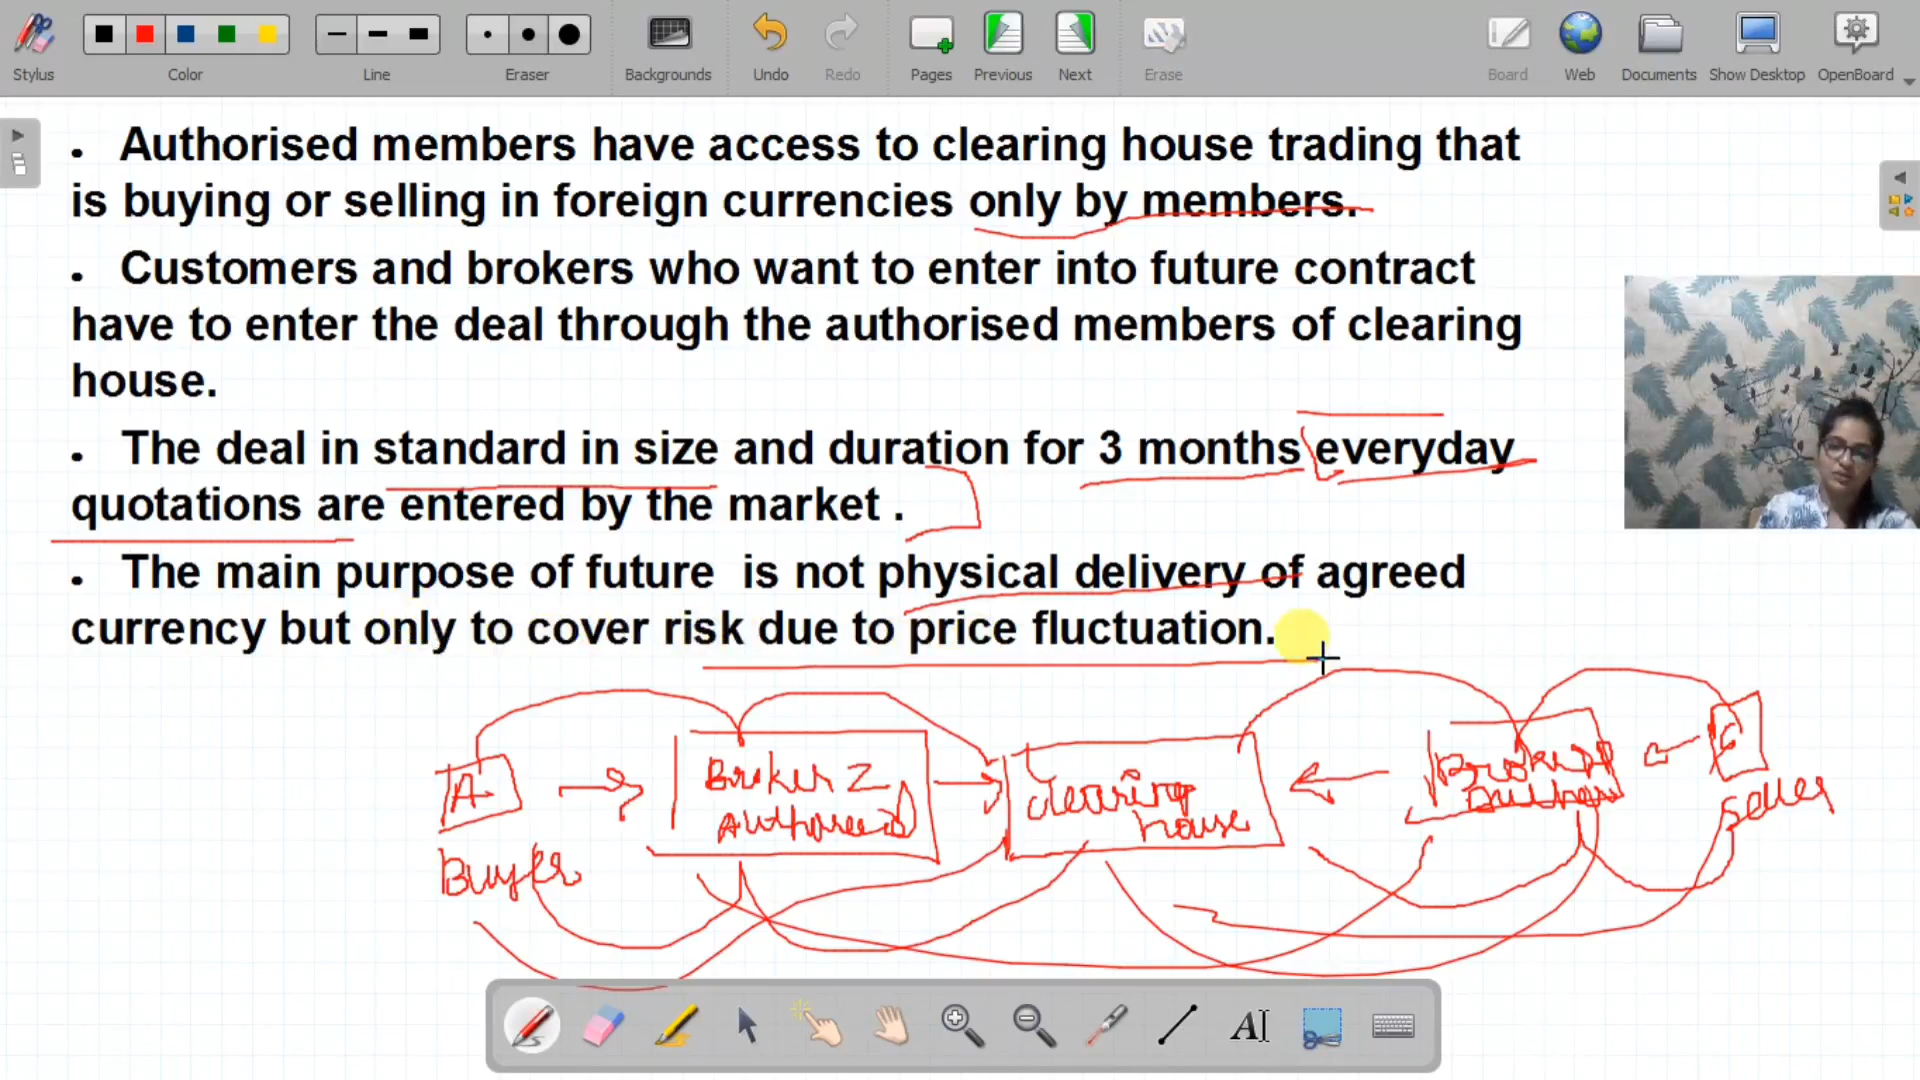 Stylus
Color
Line
Eraser
Backgrounds
Undo
Redo
Pages
Previous
Next
Erase
Board
Web
Documents
Show Desktop
OpenBoard
. Authorised members have access to clearing house trading that
is buying or selling in foreign currencies only by members.
. Customers and brokers who want to enter into future contract
have to enter the deal through the authorised members of clearing
house.
. The deal in standard in size and duration for 3 months everyday
quotations are entered by the market .
. The main purpose of future is not physical delivery of agreed
currency but only to cover risk due to price fluctuation.
A
Buyer
Broker Z
Clearing
house
Broker
C
Seller